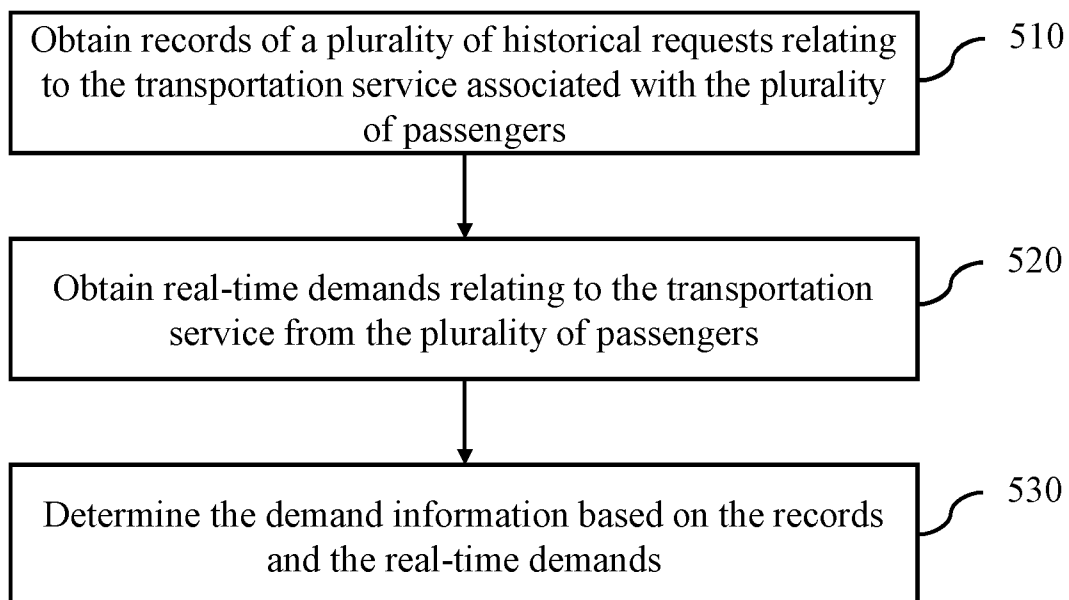 Obtain records of a plurality of historical requests relating
to the transportation service associated with the plurality
of passengers
510
Obtain real-time demands relating to the transportation
service from the plurality of passengers
520
Determine the demand information based on the records
and the real-time demands
530